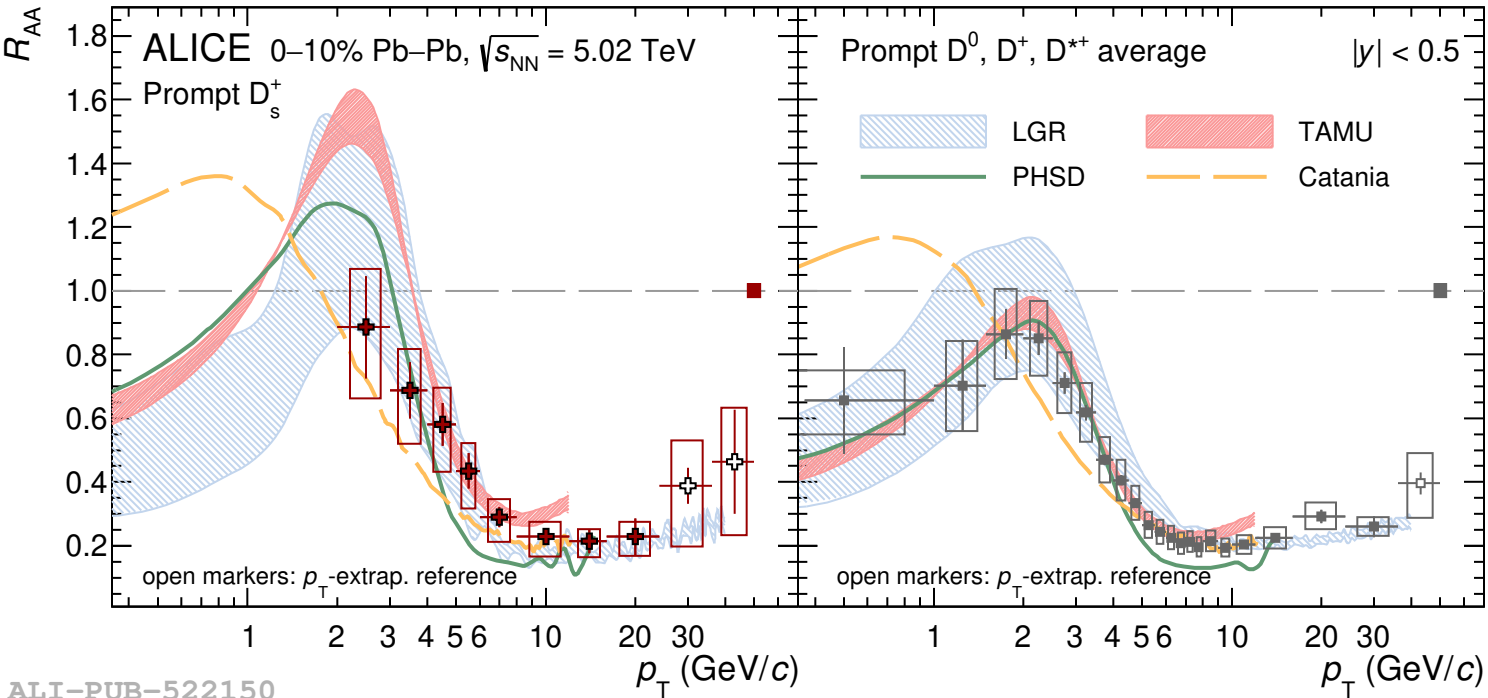 R_AA
1.8
1.6
1.4
1.2
1.0
0.8
0.6
0.4
0.2
ALICE 0–10% Pb–Pb, √s_NN = 5.02 TeV
Prompt D_s^+
open markers: p_T-extrap. reference
1 2 3 4 5 6 10 20 30
p_T (GeV/c)
Prompt D^0, D^+, D^*+ average |y| < 0.5
LGR TAMU
PHSD Catania
open markers: p_T-extrap. reference
1 2 3 4 5 6 10 20 30
p_T (GeV/c)
ALI−PUB−522150